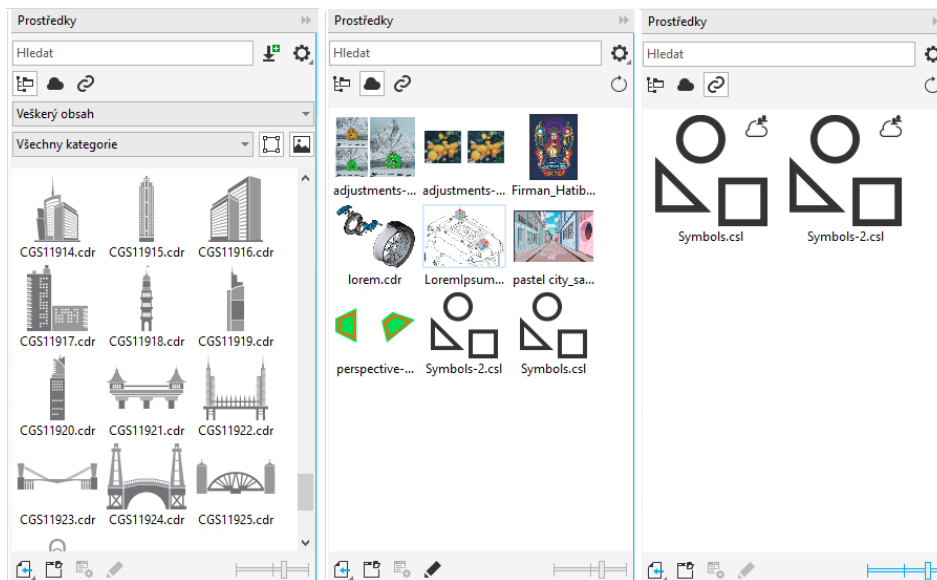 Prostředky
Hledat
Veškerý obsah
Všechny kategorie
CGS11914.cdr CGS11915.cdr CGS11916.cdr
CGS11917.cdr CGS11918.cdr CGS11919.cdr
CGS11920.cdr CGS11921.cdr CGS11922.cdr
CGS11923.cdr CGS11924.cdr CGS11925.cdr
Prostředky
Hledat
adjustments-... adjustments-... Firman_Hatib...
lorem.cdr LoremIpsum... pastel city_sa...
perspective-... Symbols-2.csl Symbols.csl
Prostředky
Hledat
Symbols.csl Symbols-2.csl